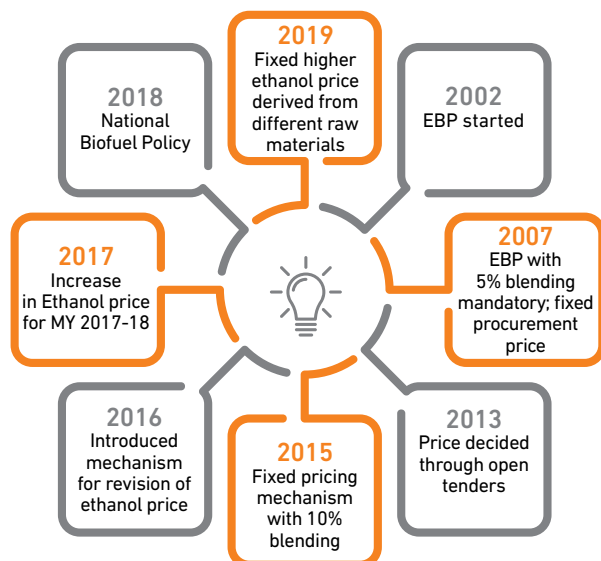 2019
Fixed higher
ethanol price
derived from
different raw
materials
2002
EBP started
2007
EBP with
5% blending
mandatory; fixed
procurement
price
2013
Price decided
through open
tenders
2015
Fixed pricing
mechanism
with 10%
blending
2016
Introduced
mechanism
for revision of
ethanol price
2017
Increase
in Ethanol price
for MY 2017-18
2018
National
Biofuel Policy